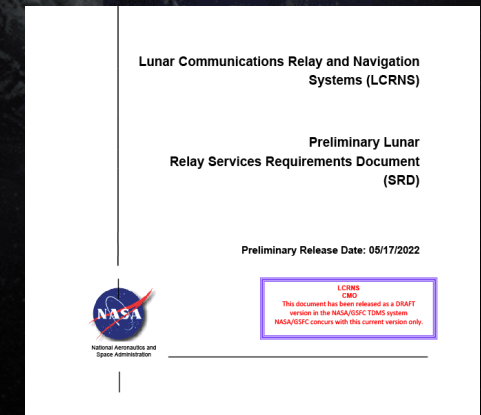 Lunar Communications Relay and Navigation
Systems (LCRNS)
Preliminary Lunar
Relay Services Requirements Document
(SRD)
Preliminary Release Date: 05/17/2022
LCRNS
CMO
This document has been released as a DRAFT
version in the NASA/GSFC TDMS system
NASA/GSFC concurs with this current version only.
NASA
National Aeronautics and
Space Administration